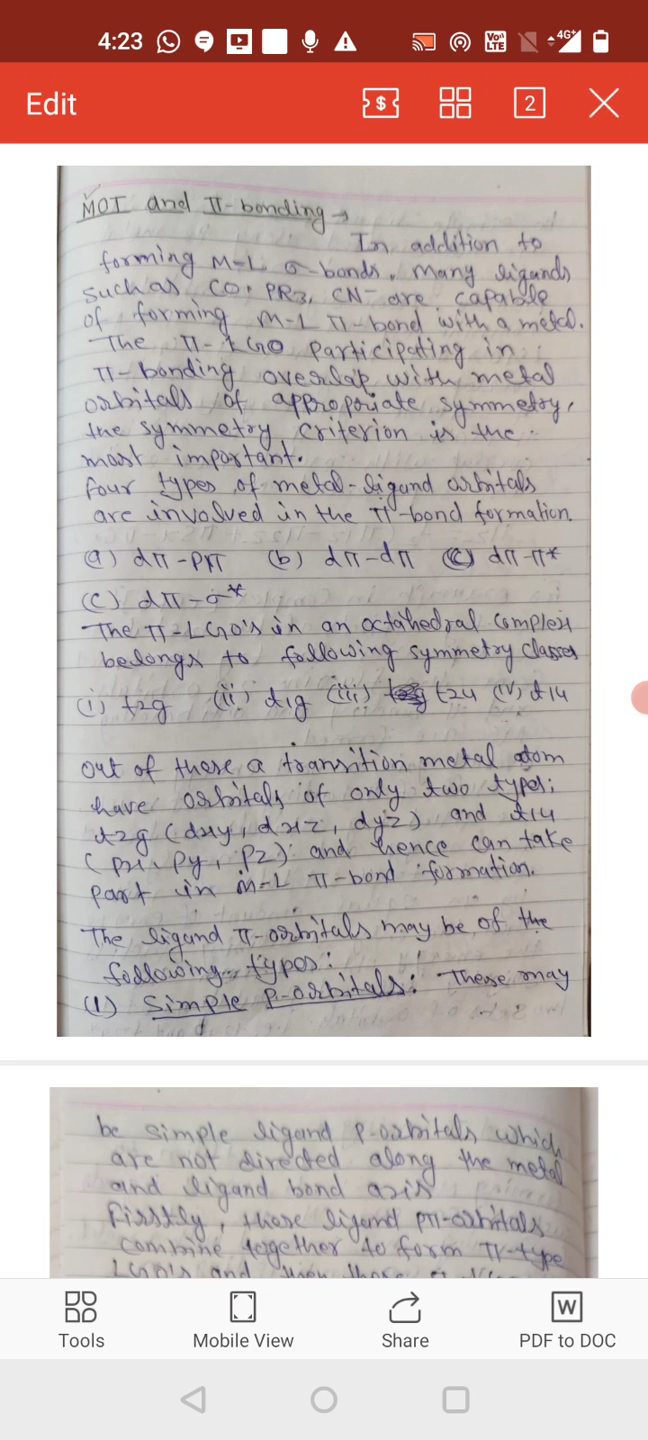 4:23
Vo))
LTE
4G+
Edit
$
2
MOT and π-bonding →
In addition to
forming M-L σ-bonds, many ligands
such as CO, PR3, CN⁻ are capable
of forming M-L π-bond with a metal.
The π-LGO participating in
π-bonding overlap with metal
orbitals of appropriate symmetry,
the symmetry criterion is the
most important.
four types of metal-ligand orbitals
are involved in the π-bond formation.
(a) dπ-pπ (b) dπ-dπ (c) dπ-π*
(c) dπ-σ*
The π-LGO's in an octahedral complex
belongs to following symmetry classes
(i) t2g (ii) t1g (iii) t2u (iv) t1u
out of these a transition metal atom
have orbitals of only two types:
t2g (dxy, dxz, dyz) and t1u
(px, py, pz) and hence can take
part in M-L π-bond formation.
The ligand π-orbitals may be of the
following types:
(1) Simple p-orbitals: These may
be simple ligand p-orbitals which
are not directed along the metal
and ligand bond axis
firstly, these ligand pπ-orbitals
combine together to form π-type
LGO's and then these
Tools
Mobile View
Share
W
PDF to DOC